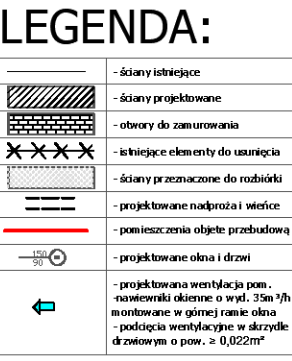 LEGENDA:
- ściany istniejące
- ściany projektowane
- otwory do zamurowania
- istniejące elementy do usunięcia
- ściany przeznaczone do rozbiórki
- projektowane nadproża i wieńce
- pomieszczenia objete przebudową
150
90
- projektowane okna i drzwi
- projektowana wentylacja pom.
-nawiewniki okienne o wyd. 35m³/h
montowane w górnej ramie okna
- podcięcia wentylacyjne w skrzydle
drzwiowym o pow. ≥ 0,022m²